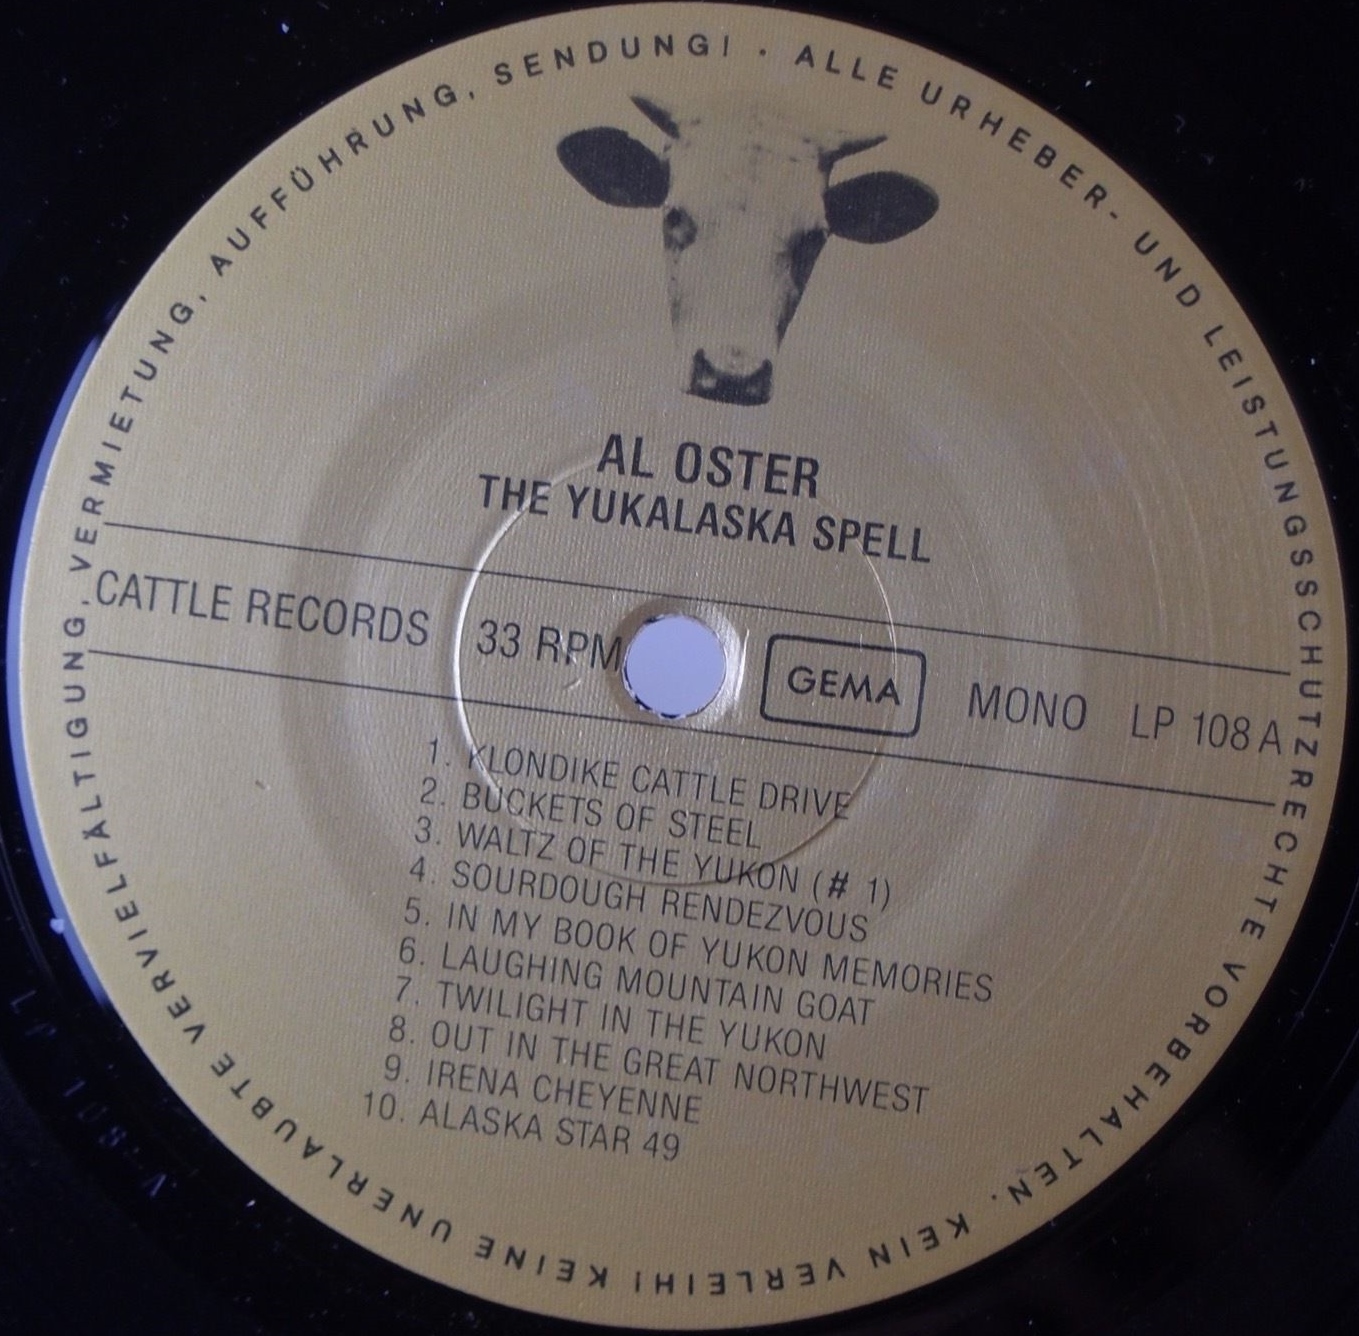 ALLE URHEBER- UND LEISTUNGSSCHUTZRECHTE VORBEHALTEN. KEIN VERLEIH! KEINE UNERLAUBTE VERVIELFÄLTIGUNG, VERMIETUNG, AUFFÜHRUNG, SENDUNG! ·
AL OSTER
THE YUKALASKA SPELL
CATTLE RECORDS 33 RPM GEMA MONO LP 108 A
1. KLONDIKE CATTLE DRIVE
2. BUCKETS OF STEEL
3. WALTZ OF THE YUKON (# 1)
4. SOURDOUGH RENDEZVOUS
5. IN MY BOOK OF YUKON MEMORIES
6. LAUGHING MOUNTAIN GOAT
7. TWILIGHT IN THE YUKON
8. OUT IN THE GREAT NORTHWEST
9. IRENA CHEYENNE
10. ALASKA STAR 49